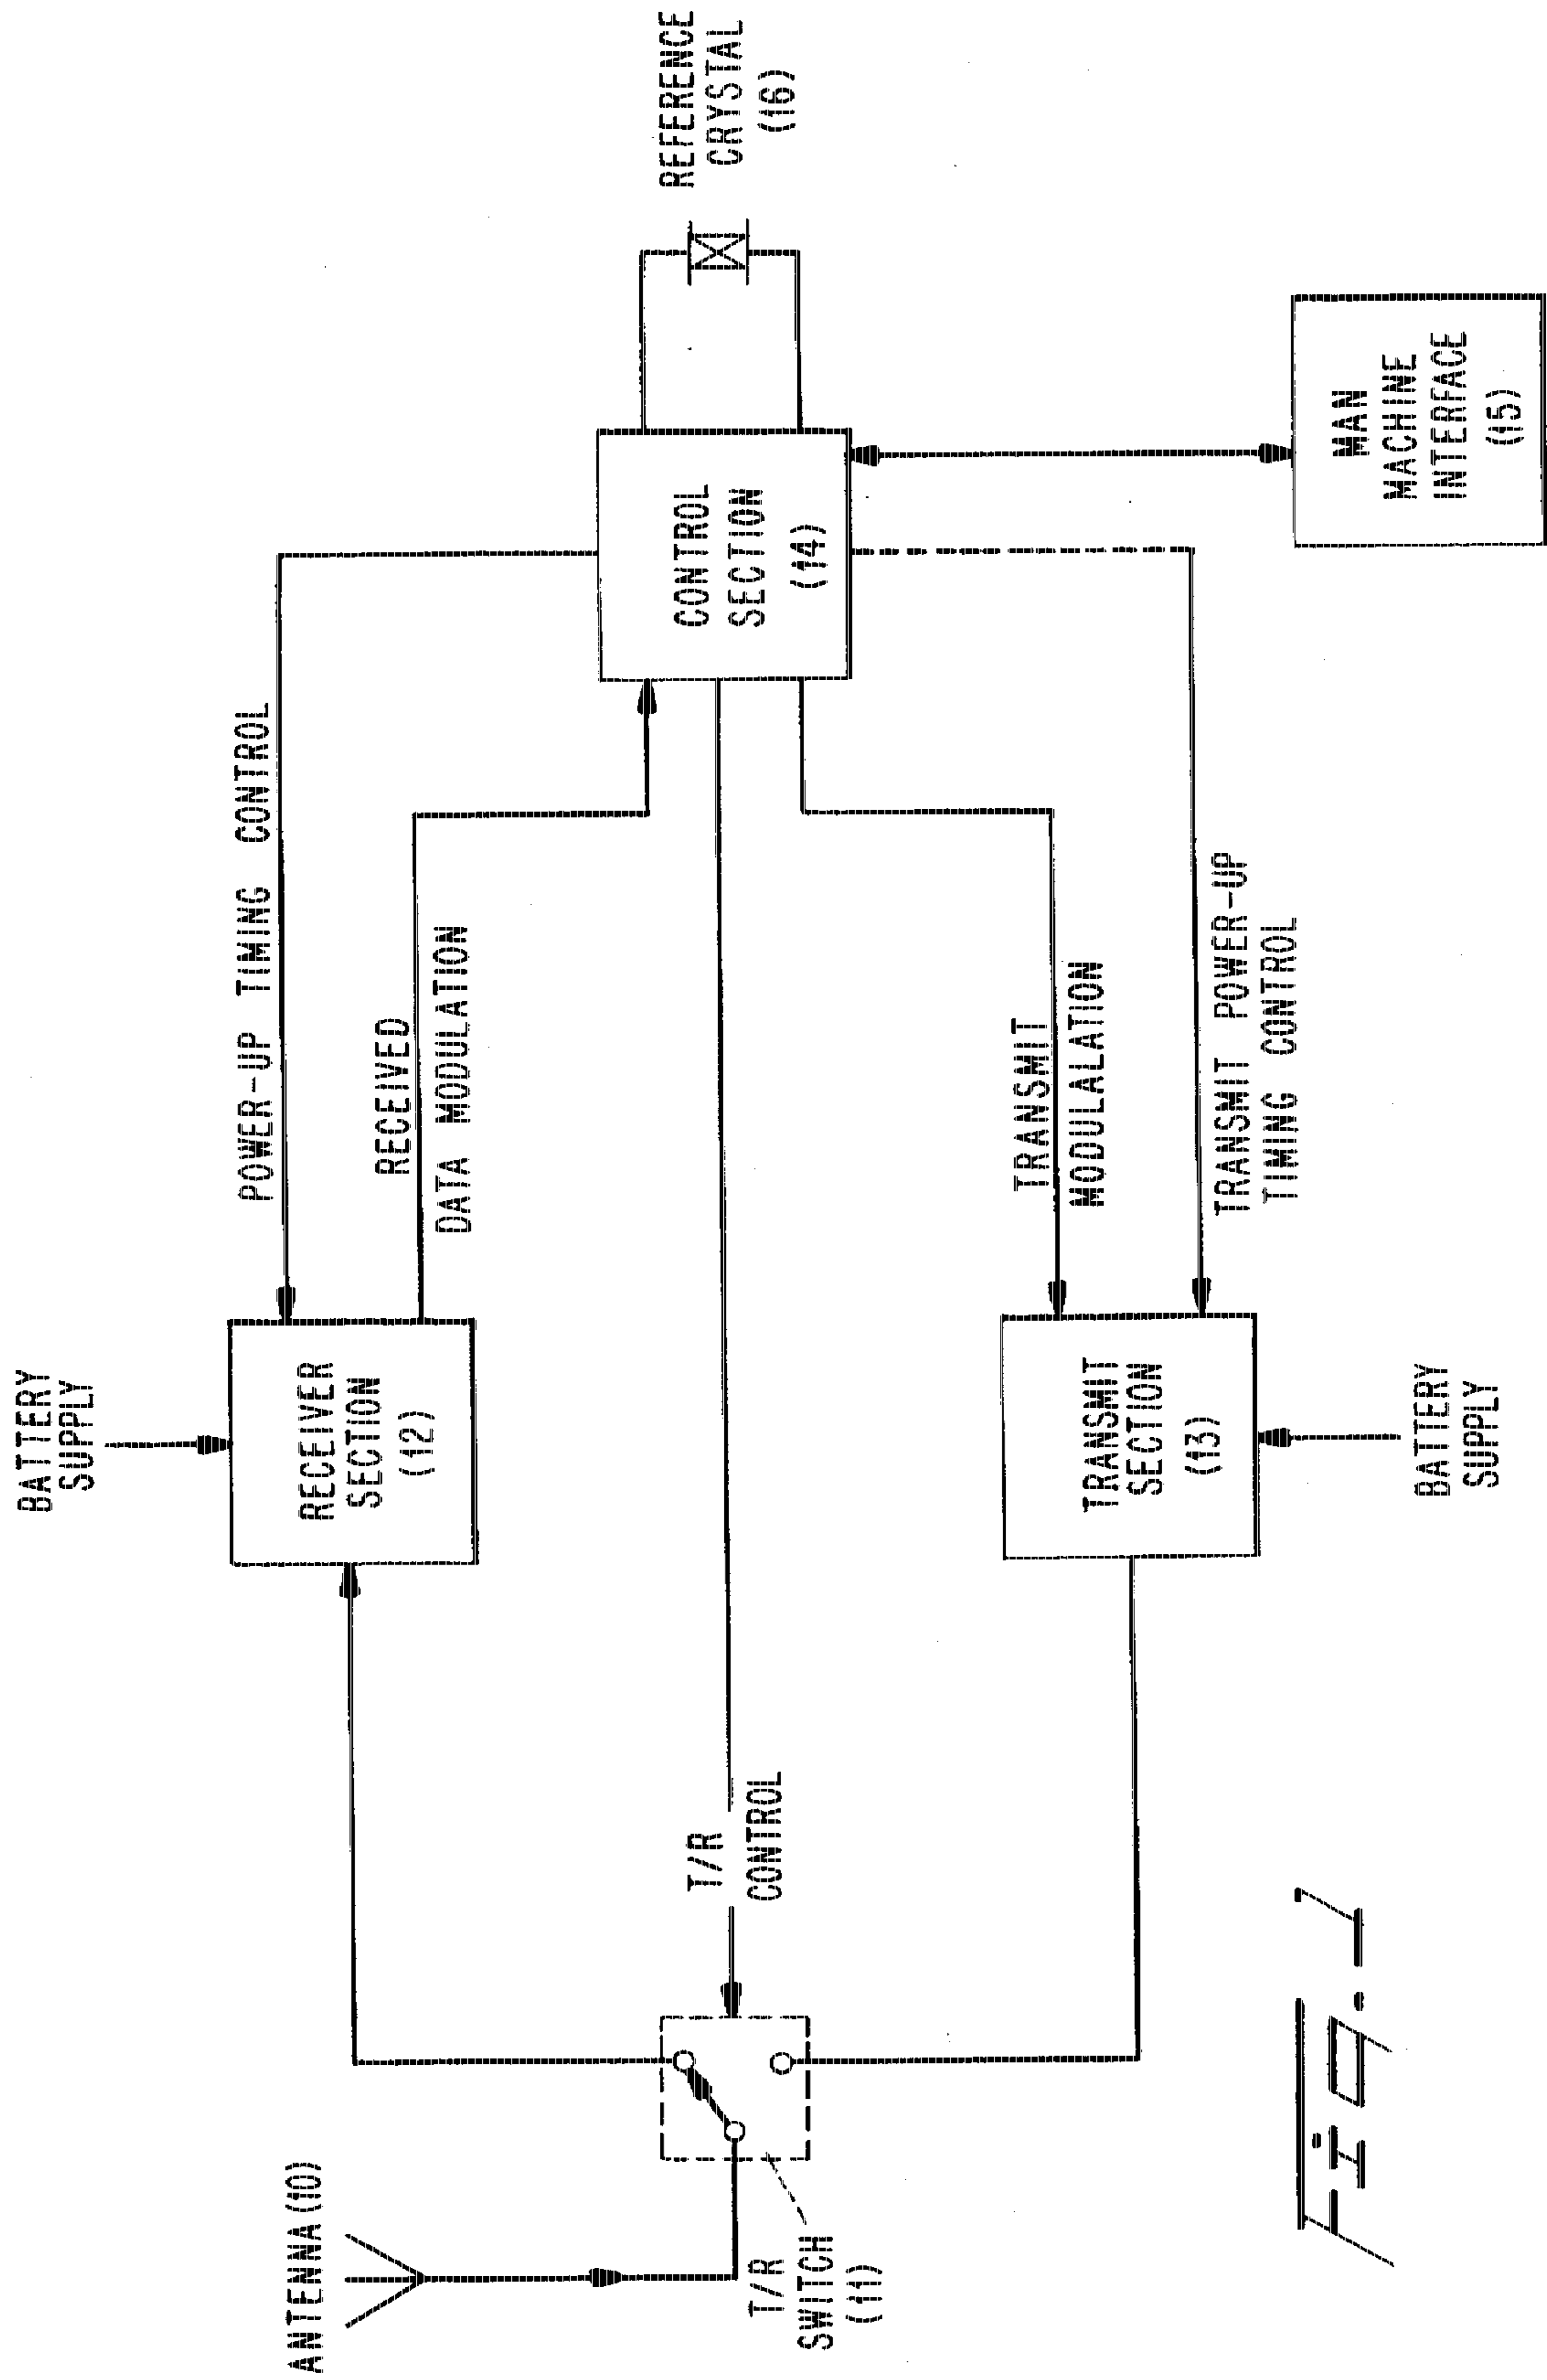 ANTENNA (10)
T/R
SWITCH
(11)
T/R
CONTROL
BATTERY
SUPPLY
RECEIVER
SECTION
(12)
POWER-UP TIMING CONTROL
RECEIVED
DATA MODULATION
TRANSMIT
MODULALATION
TRANSMIT POWER-UP
TIMING CONTROL
TRANSMIT
SECTION
(13)
BATTERY
SUPPLY
CONTROL
SECTION
(14)
REFERENCE
CRYSTAL
(16)
MAN
MACHINE
INTERFACE
(15)
Fig. 1